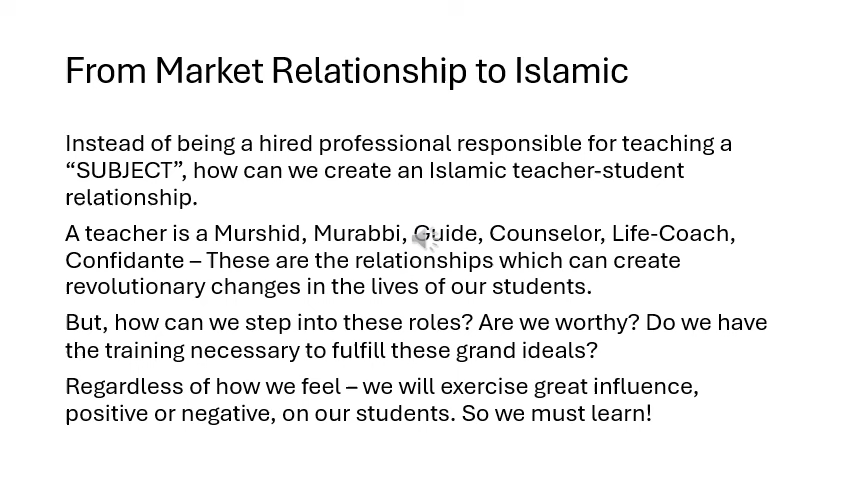 From Market Relationship to Islamic
Instead of being a hired professional responsible for teaching a
“SUBJECT”, how can we create an Islamic teacher-student
relationship.
A teacher is a Murshid, Murabbi, Guide, Counselor, Life-Coach,
Confidante – These are the relationships which can create
revolutionary changes in the lives of our students.
But, how can we step into these roles? Are we worthy? Do we have
the training necessary to fulfill these grand ideals?
Regardless of how we feel – we will exercise great influence,
positive or negative, on our students. So we must learn!